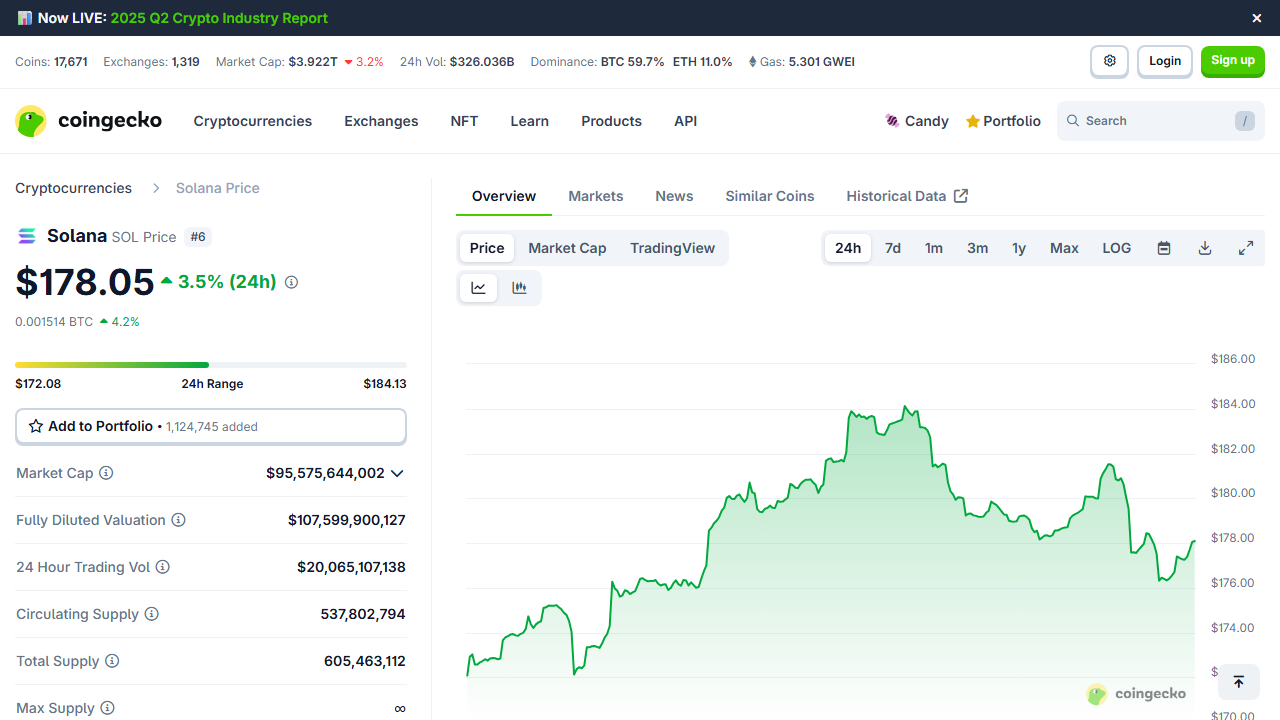 Now LIVE: 2025 Q2 Crypto Industry Report
Coins: 17,671 Exchanges: 1,319 Market Cap: $3.922T 3.2% 24h Vol: $326.036B Dominance: BTC 59.7% ETH 11.0% Gas: 5.301 GWEI Login Sign up
coingecko Cryptocurrencies Exchanges NFT Learn Products API Candy Portfolio Search /
Cryptocurrencies Solana Price
Solana SOL Price #6
$178.05 3.5% (24h)
0.001514 BTC 4.2%
$172.08 24h Range $184.13
Add to Portfolio • 1,124,745 added
Market Cap $95,575,644,002
Fully Diluted Valuation $107,599,900,127
24 Hour Trading Vol $20,065,107,138
Circulating Supply 537,802,794
Total Supply 605,463,112
Max Supply ∞
Overview Markets News Similar Coins Historical Data
Price Market Cap TradingView 24h 7d 1m 3m 1y Max LOG
$186.00
$184.00
$182.00
$180.00
$178.00
$176.00
$174.00
$
coingecko
$170.00